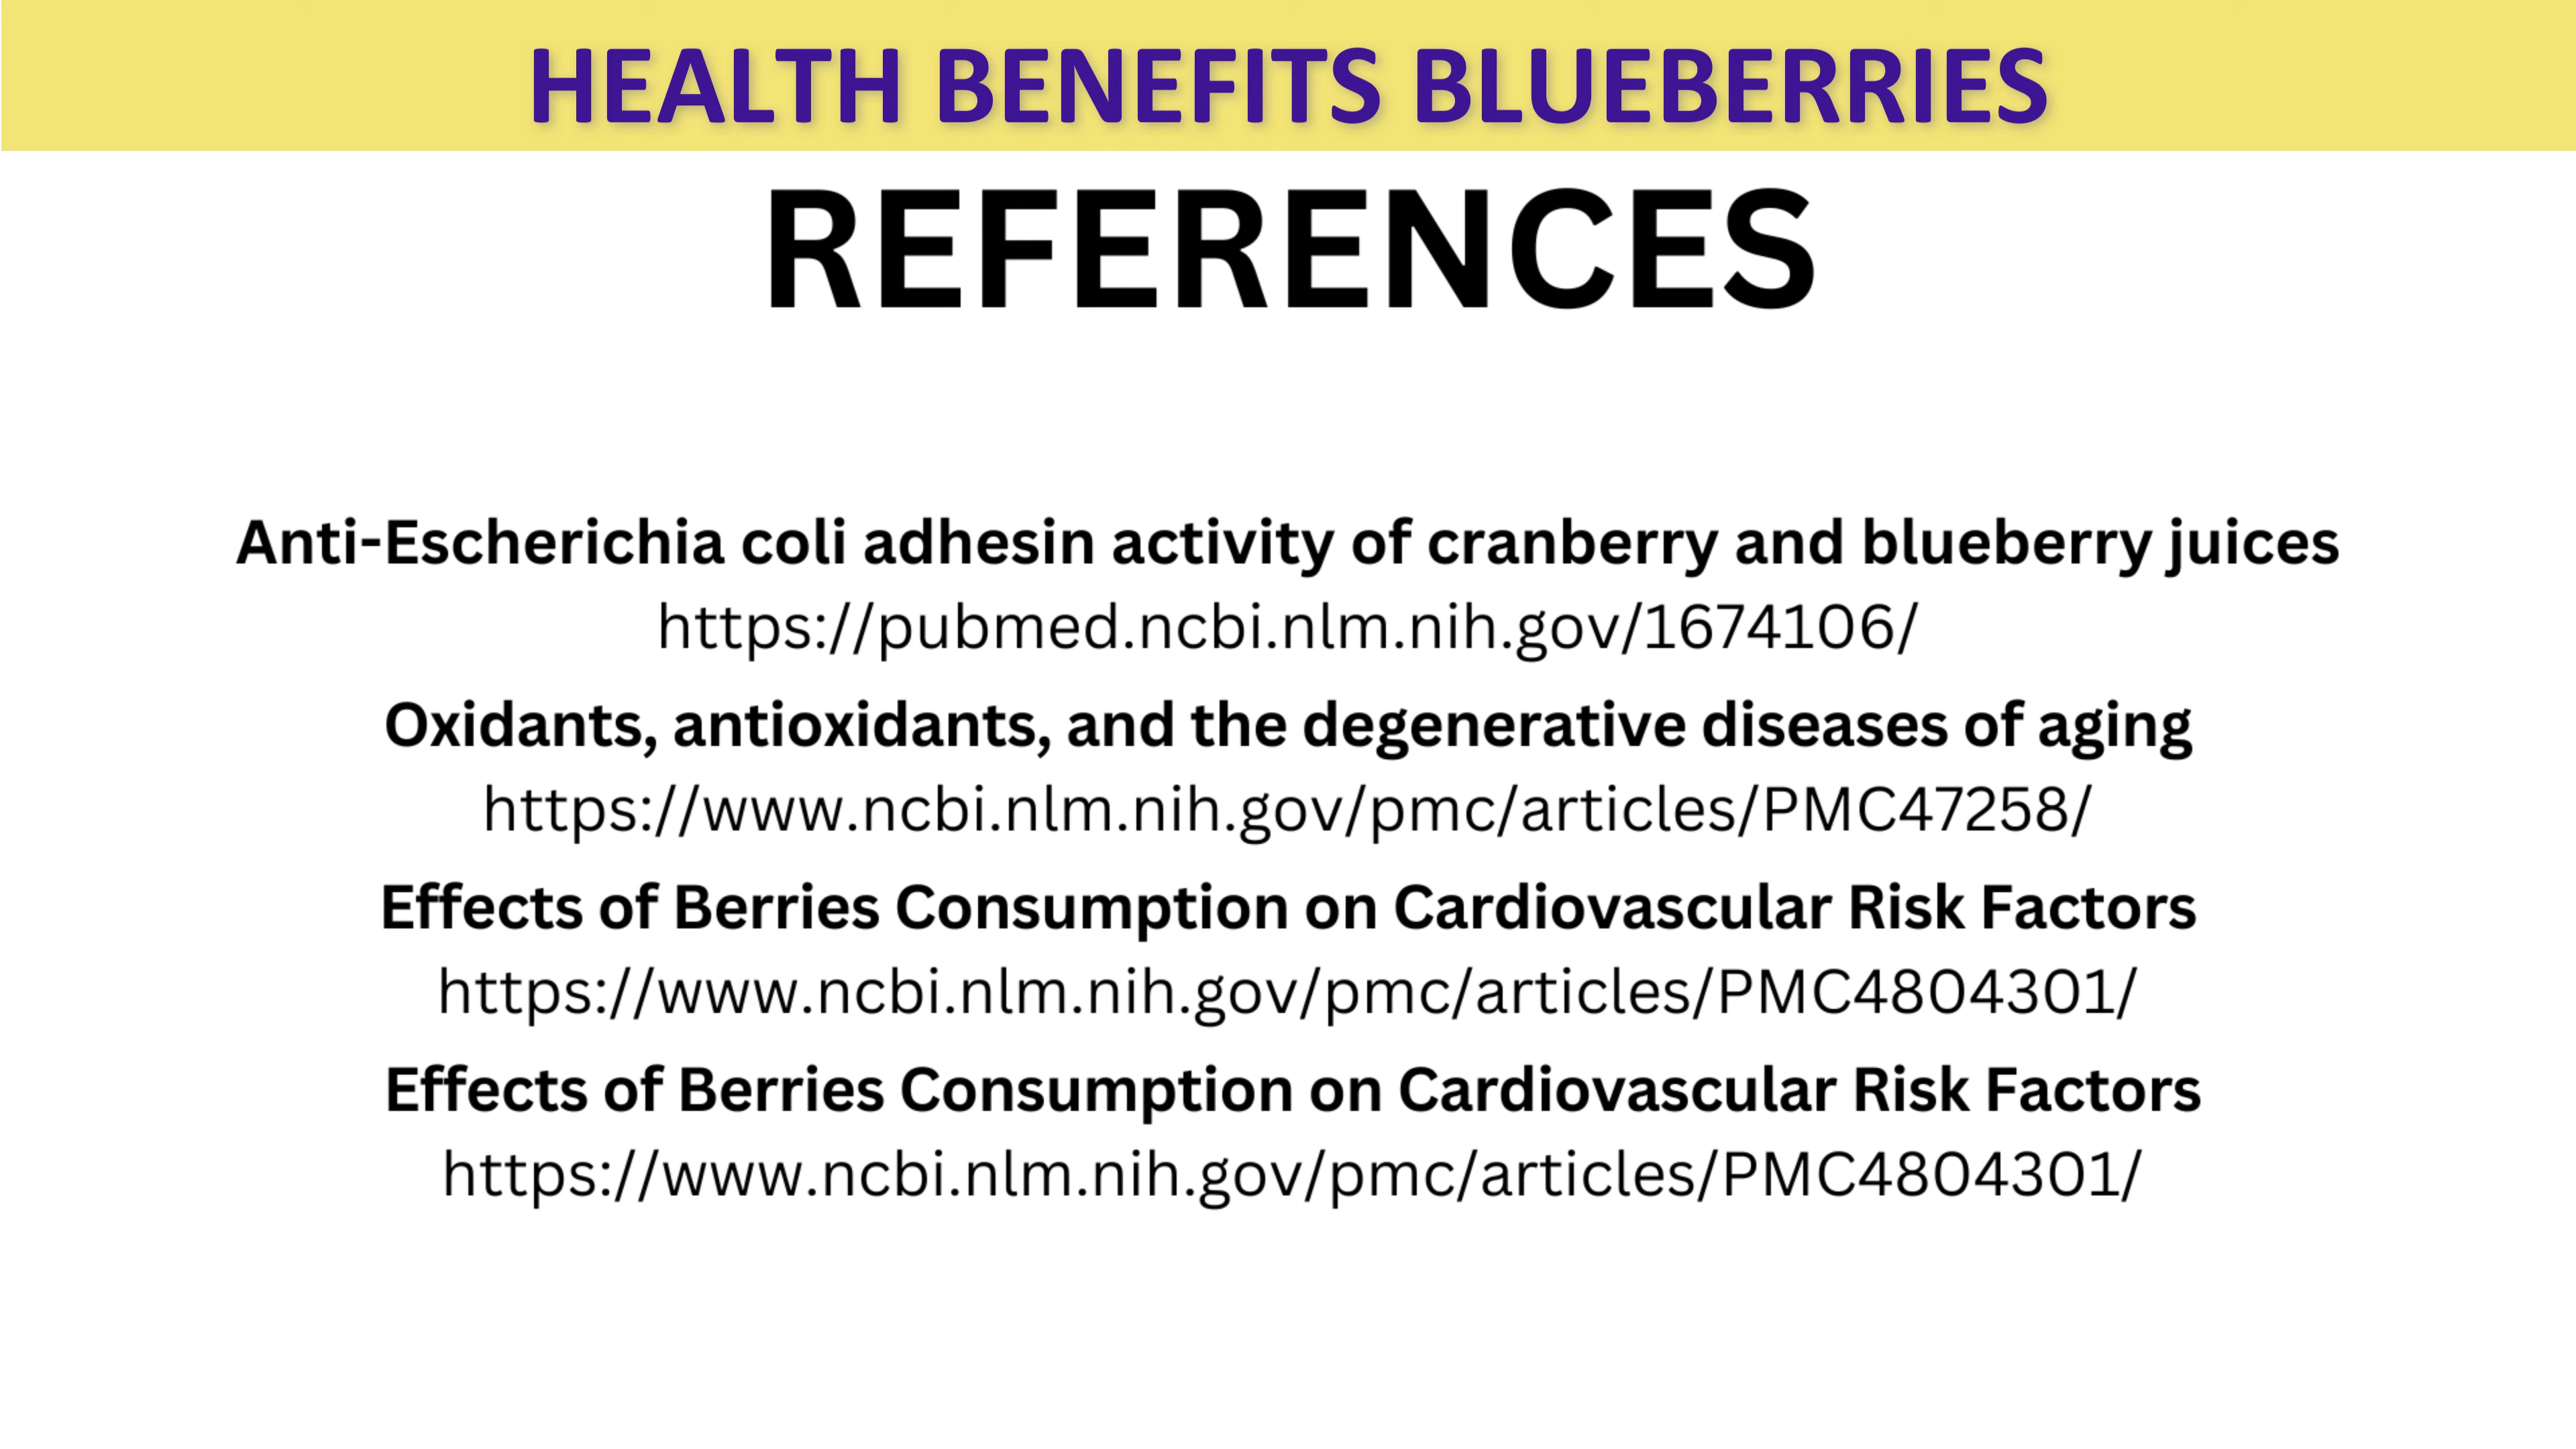 HEALTH BENEFITS BLUEBERRIES
REFERENCES
Anti-Escherichia coli adhesin activity of cranberry and blueberry juices
https://pubmed.ncbi.nlm.nih.gov/1674106/
Oxidants, antioxidants, and the degenerative diseases of aging
https://www.ncbi.nlm.nih.gov/pmc/articles/PMC47258/
Effects of Berries Consumption on Cardiovascular Risk Factors
https://www.ncbi.nlm.nih.gov/pmc/articles/PMC4804301/
Effects of Berries Consumption on Cardiovascular Risk Factors
https://www.ncbi.nlm.nih.gov/pmc/articles/PMC4804301/